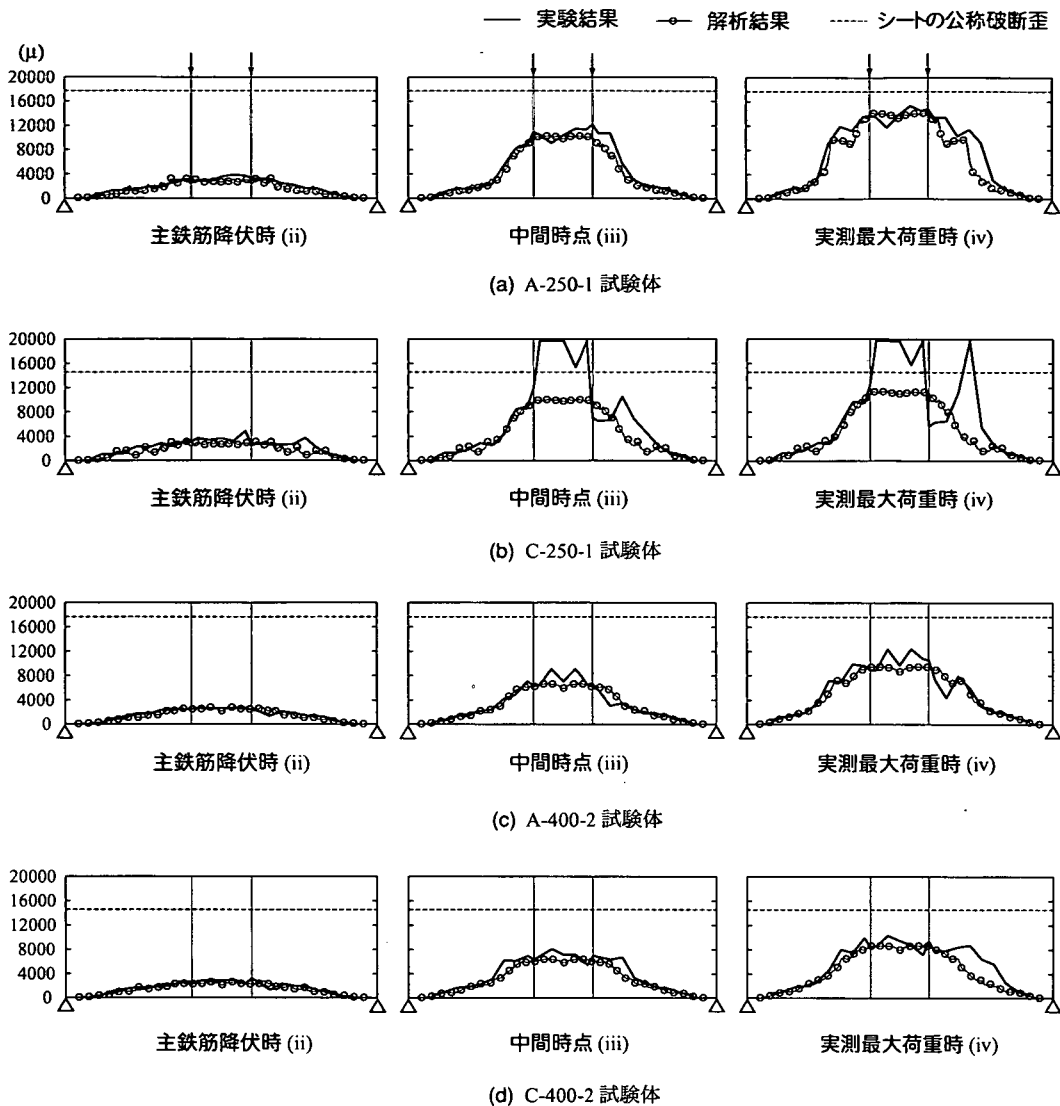 実験結果 解析結果 シートの公称破断歪
(μ)
20000
16000
12000
8000
4000
0
主鉄筋降伏時 (ii) 中間時点 (iii) 実測最大荷重時 (iv)
(a) A-250-1 試験体
20000
16000
12000
8000
4000
0
主鉄筋降伏時 (ii) 中間時点 (iii) 実測最大荷重時 (iv)
(b) C-250-1 試験体
20000
16000
12000
8000
4000
0
主鉄筋降伏時 (ii) 中間時点 (iii) 実測最大荷重時 (iv)
(c) A-400-2 試験体
20000
16000
12000
8000
4000
0
主鉄筋降伏時 (ii) 中間時点 (iii) 実測最大荷重時 (iv)
(d) C-400-2 試験体